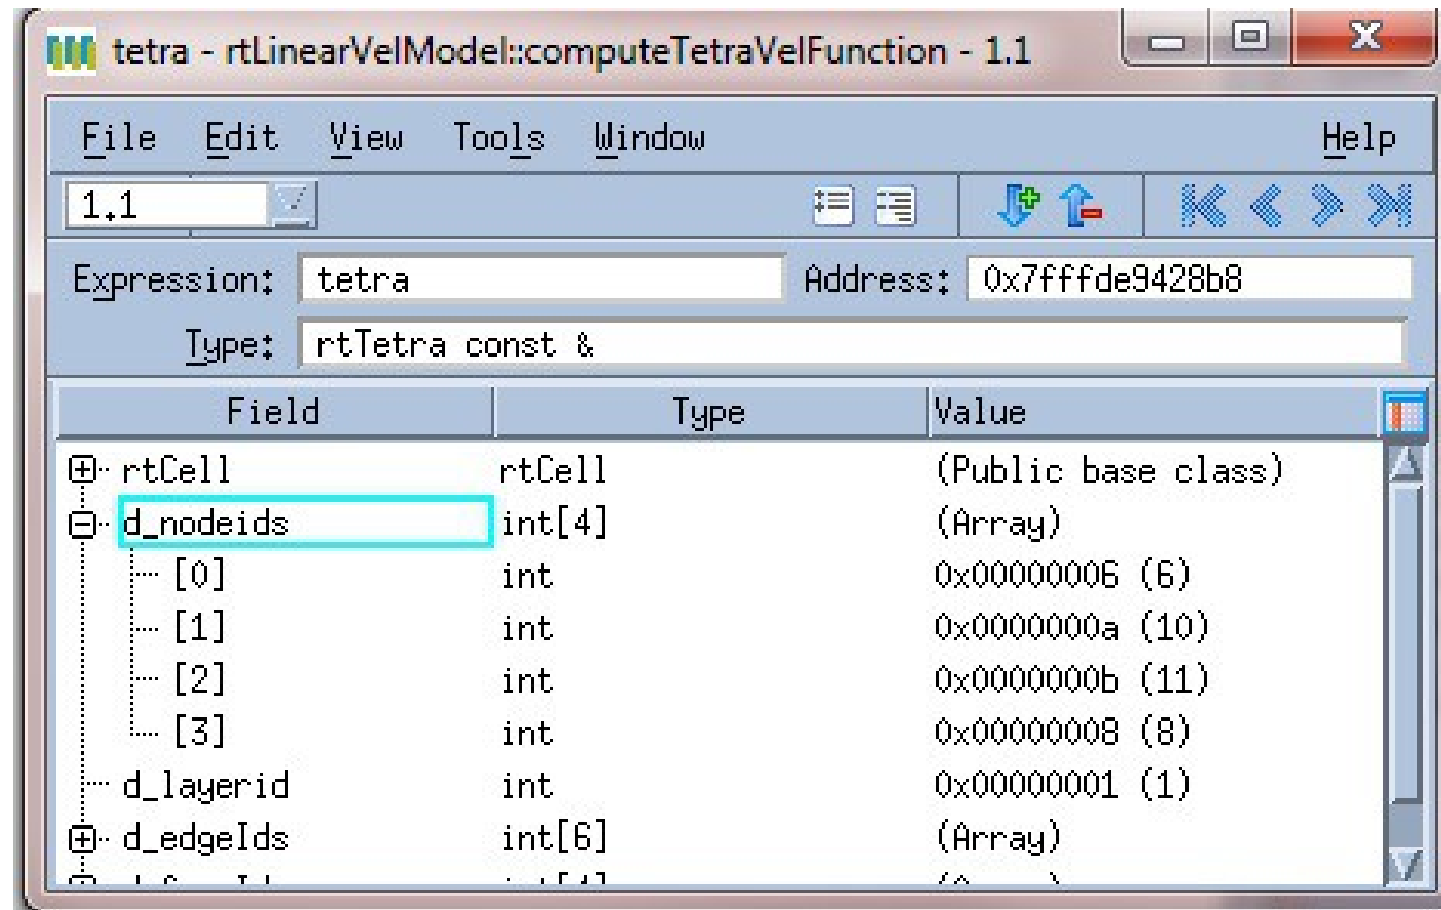 tetra - rtLinearVelModel::computeTetraVelFunction - 1.1
File Edit View Tools Window Help
1.1
Expression: tetra Address: 0x7fffde9428b8
Type: rtTetra const &
Field Type Value
rtCell rtCell (Public base class)
d_nodeids int[4] (Array)
[0] int 0x00000006 (6)
[1] int 0x0000000a (10)
[2] int 0x0000000b (11)
[3] int 0x00000008 (8)
d_layerid int 0x00000001 (1)
d_edgeIds int[6] (Array)